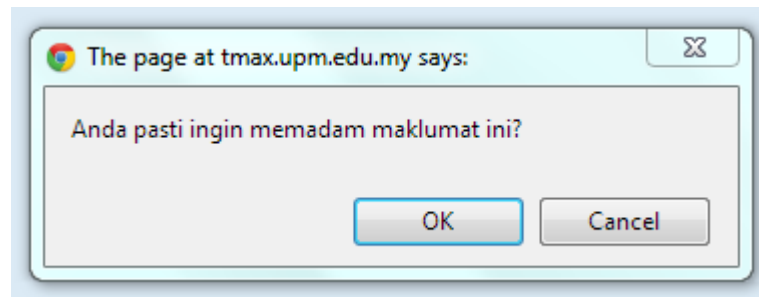 The page at tmax.upm.edu.my says:
Anda pasti ingin memadam maklumat ini?
OK Cancel